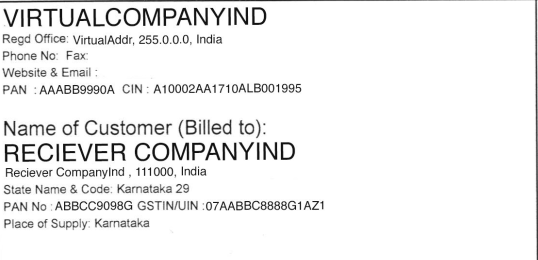 VIRTUALCOMPANYIND
Regd Office: VirtualAddr, 255.0.0.0, India
Phone No: Fax:
Website & Email :
PAN : AAABB9990A CIN : A10002AA1710ALB001995
Name of Customer (Billed to):
RECIEVER COMPANYIND
Reciever CompanyInd , 111000, India
State Name & Code: Karnataka 29
PAN No : ABBCC9098G GSTIN/UIN :07AABBC8888G1AZ1
Place of Supply: Karnataka